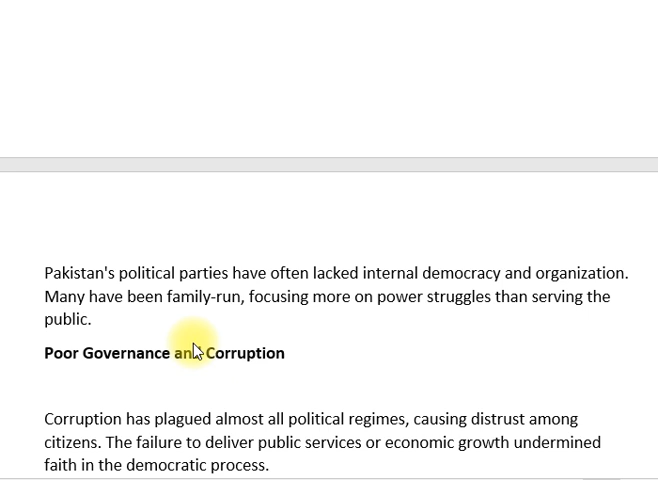 Pakistan's political parties have often lacked internal democracy and organization.
Many have been family-run, focusing more on power struggles than serving the
public.
Poor Governance and Corruption
Corruption has plagued almost all political regimes, causing distrust among
citizens. The failure to deliver public services or economic growth undermined
faith in the democratic process.